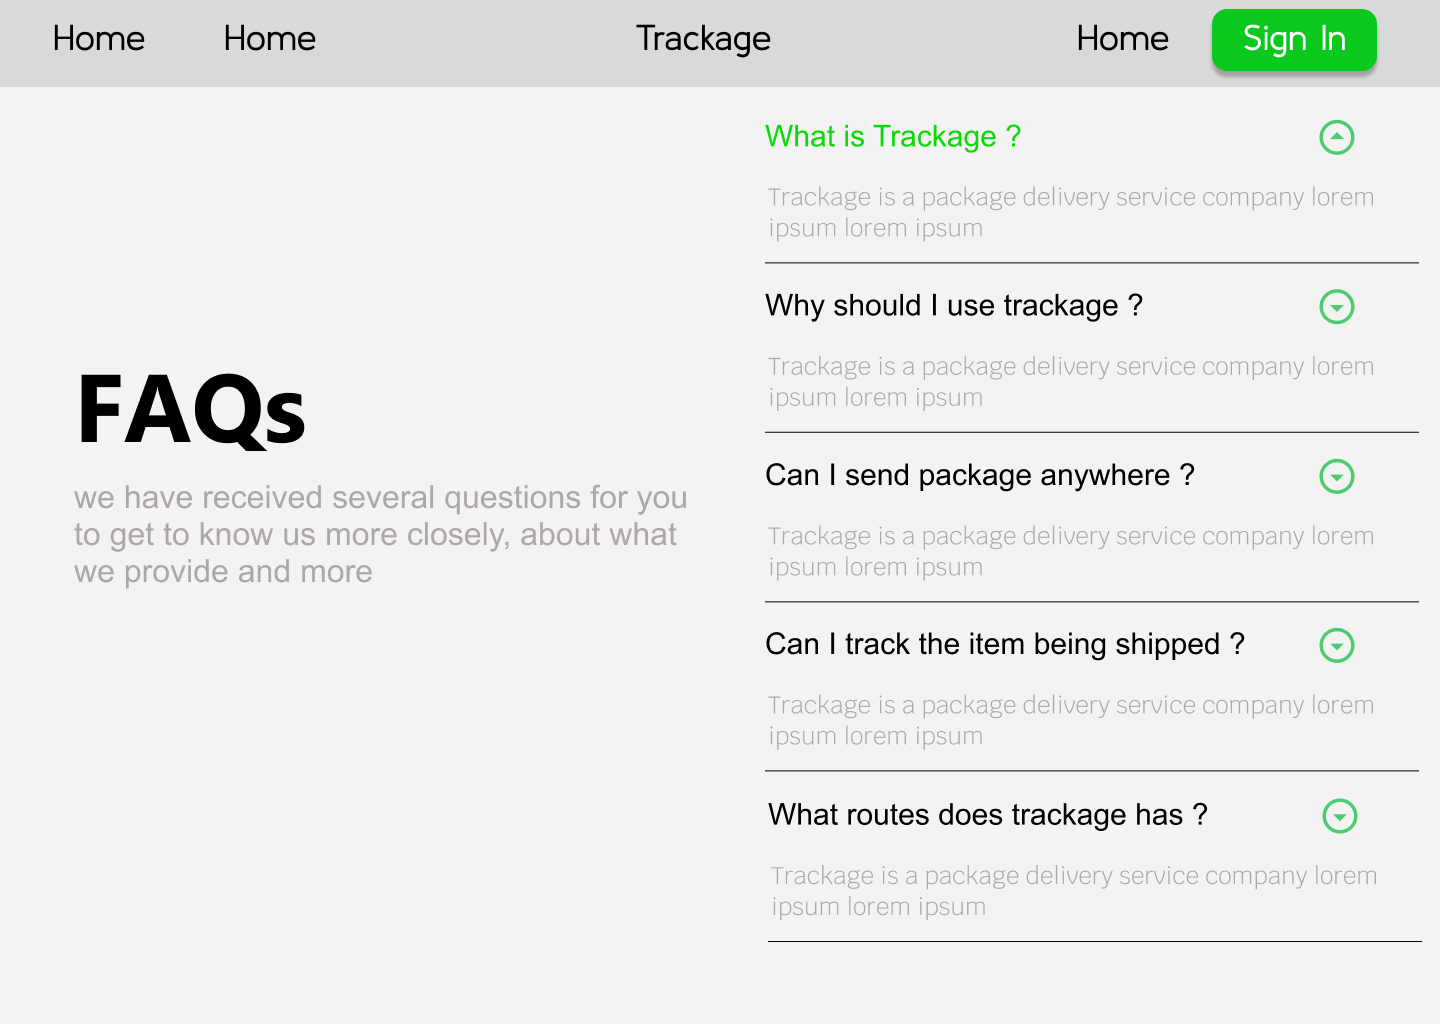 Home Home Trackage Home Sign In
FAQs
we have received several questions for you
to get to know us more closely, about what
we provide and more
What is Trackage ?
Trackage is a package delivery service company lorem
ipsum lorem ipsum
Why should I use trackage ?
Trackage is a package delivery service company lorem
ipsum lorem ipsum
Can I send package anywhere ?
Trackage is a package delivery service company lorem
ipsum lorem ipsum
Can I track the item being shipped ?
Trackage is a package delivery service company lorem
ipsum lorem ipsum
What routes does trackage has ?
Trackage is a package delivery service company lorem
ipsum lorem ipsum